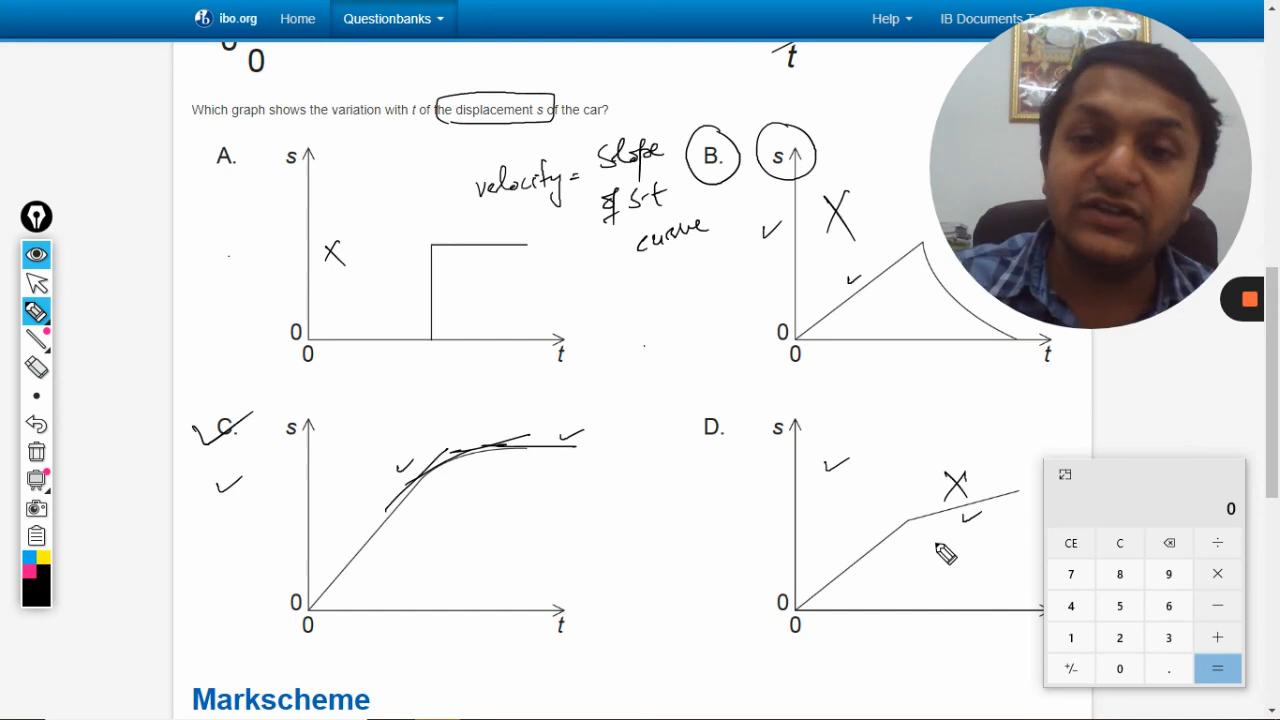 ibo.org
Home
Questionbanks
Help
IB Documents T
0
0
t
Which graph shows the variation with t of the displacement s of the car?
A.
s
0
0
t
velocity = slope
of s-t
curve
B.
s
0
0
t
C.
s
0
0
t
D.
s
0
0
0
CE
C
÷
7
8
9
×
4
5
6
−
1
2
3
+
+/-
0
.
=
Markscheme